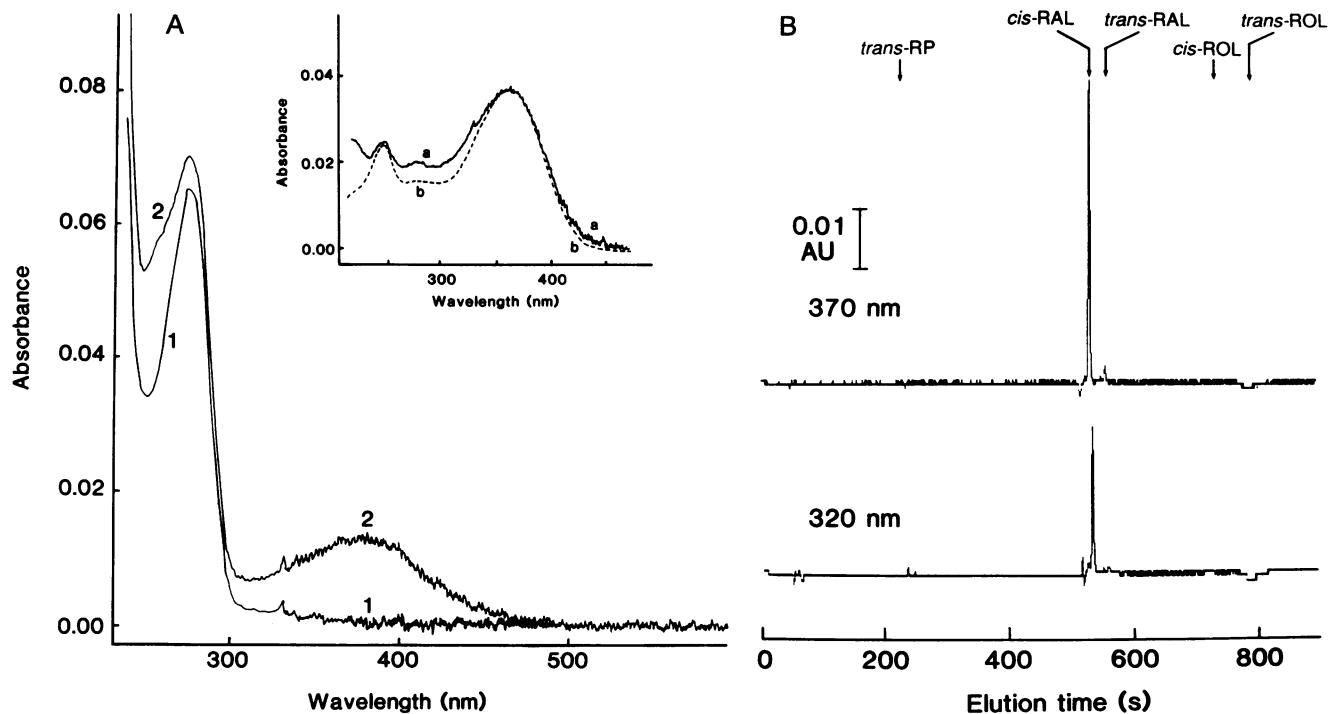 A
Absorbance
0.08
0.06
0.04
0.02
0.00
2
1
2
1
300
400
500
Wavelength (nm)
Absorbance
0.04
0.02
0.00
a
b
a
b
300
400
Wavelength (nm)
B
cis-RAL
trans-RAL
trans-ROL
trans-RP
cis-ROL
0.01
AU
370 nm
320 nm
0
200
400
600
800
Elution time (s)